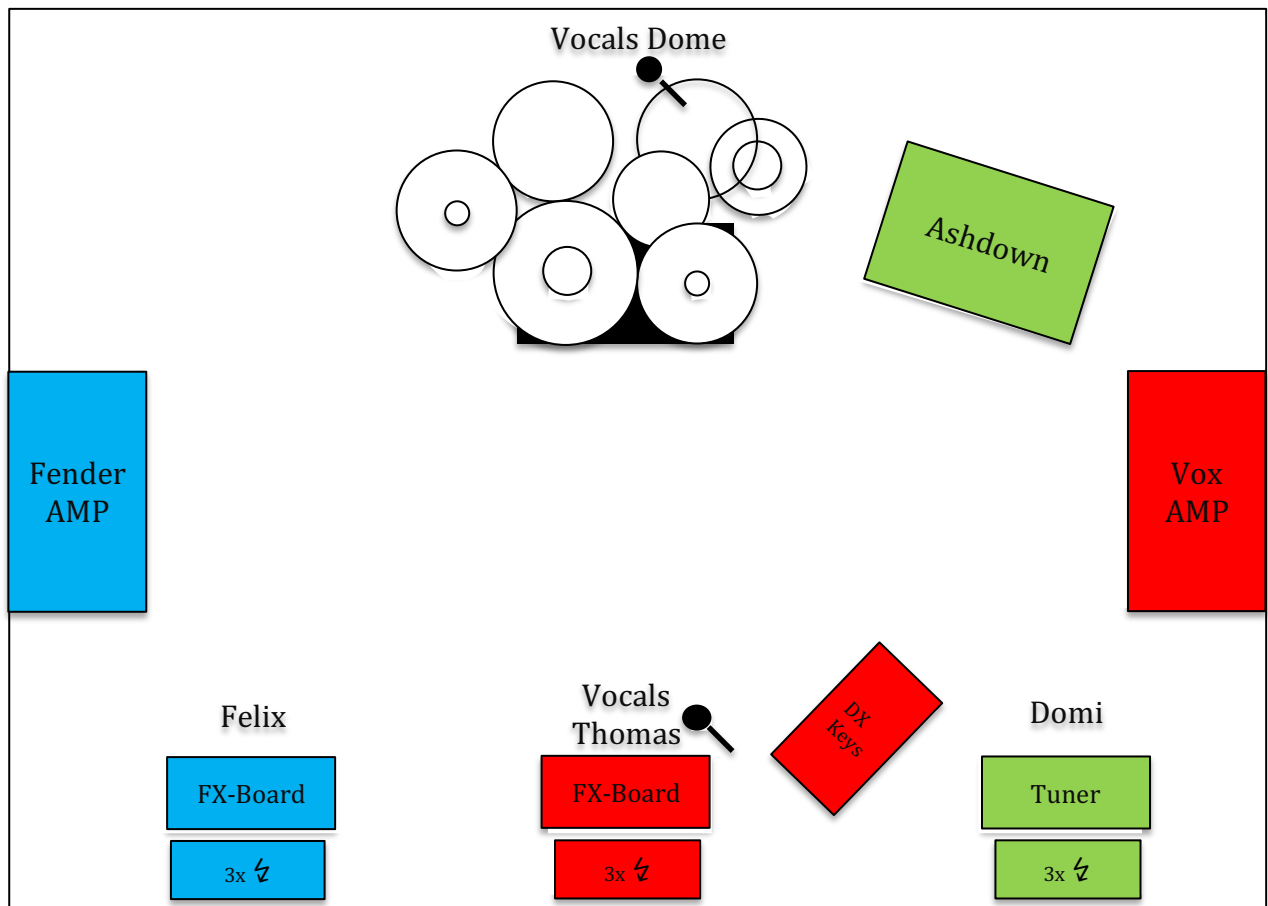 Vocals Dome
Ashdown
Fender
AMP
Vox
AMP
Felix
Vocals
Thomas
DX
Keys
Domi
FX-Board
FX-Board
Tuner
3x ↯
3x ↯
3x ↯